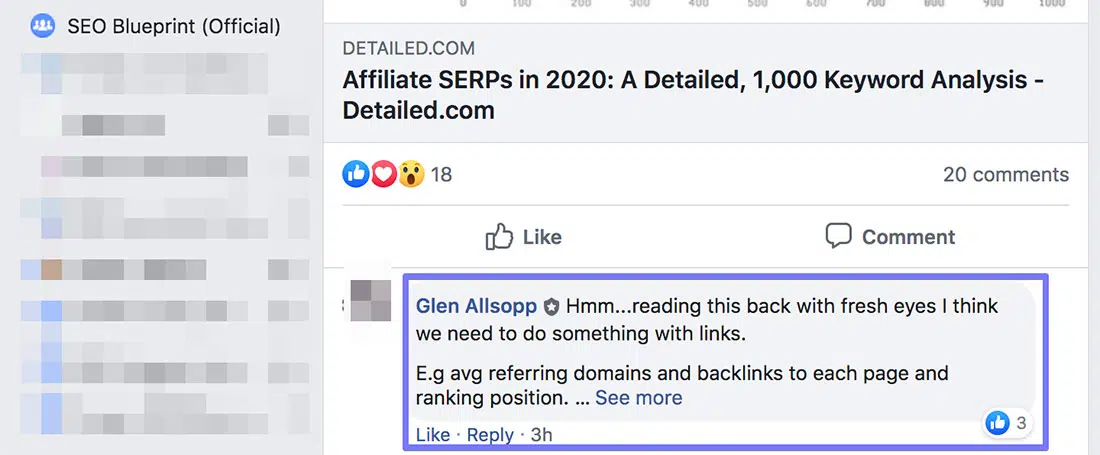 SEO Blueprint (Official)
0 100 200 300 400 500 600 700 800 900 1000
DETAILED.COM
Affiliate SERPs in 2020: A Detailed, 1,000 Keyword Analysis -
Detailed.com
18
20 comments
Like
Comment
Glen Allsopp Hmm...reading this back with fresh eyes I think
we need to do something with links.
E.g avg referring domains and backlinks to each page and
ranking position. ... See more
3
Like · Reply · 3h